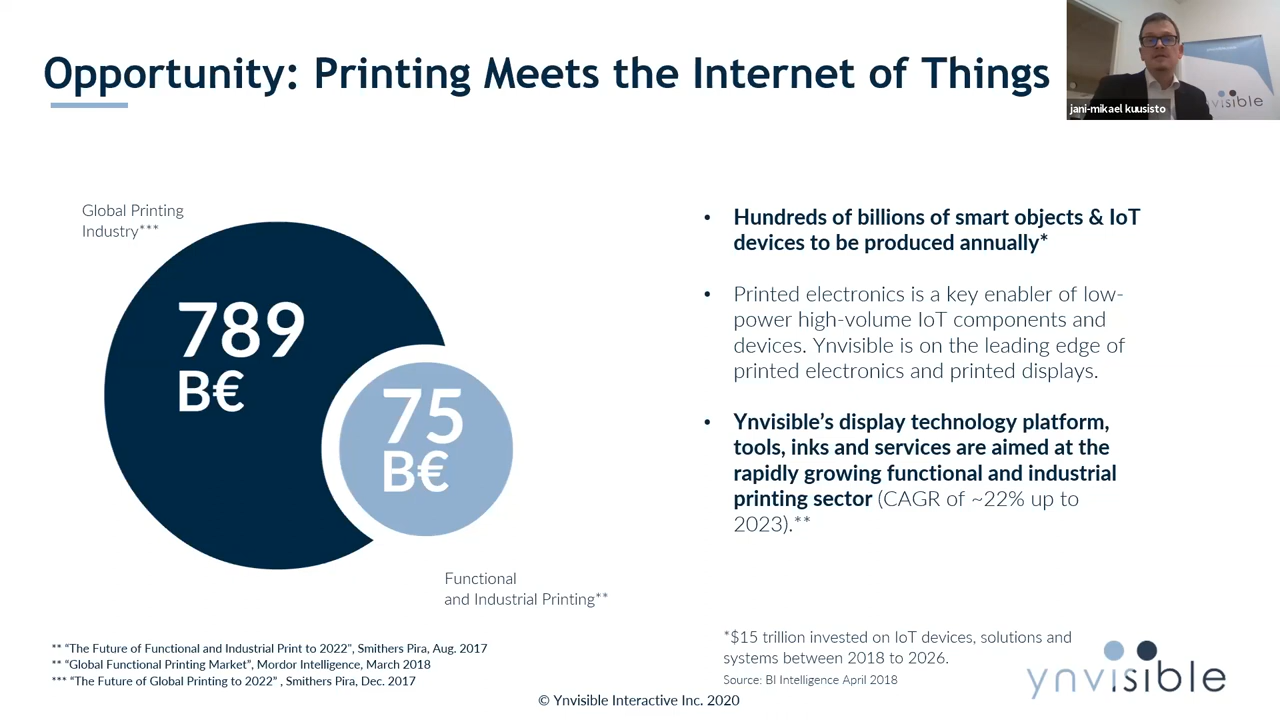 Opportunity: Printing Meets the Internet of Things
jani-mikael kuusisto
visible
Global Printing
Industry***
789
B€
75
B€
Functional
and Industrial Printing**
• Hundreds of billions of smart objects & IoT
devices to be produced annually*
• Printed electronics is a key enabler of low-
power high-volume IoT components and
devices. Ynvisible is on the leading edge of
printed electronics and printed displays.
• Ynvisible’s display technology platform,
tools, inks and services are aimed at the
rapidly growing functional and industrial
printing sector (CAGR of ~22% up to
2023).**
** “The Future of Functional and Industrial Print to 2022", Smithers Pira, Aug. 2017
** “Global Functional Printing Market”, Mordor Intelligence, March 2018
*** “The Future of Global Printing to 2022” , Smithers Pira, Dec. 2017
*$15 trillion invested on IoT devices, solutions and
systems between 2018 to 2026.
Source: BI Intelligence April 2018
ynvisible
© Ynvisible Interactive Inc. 2020